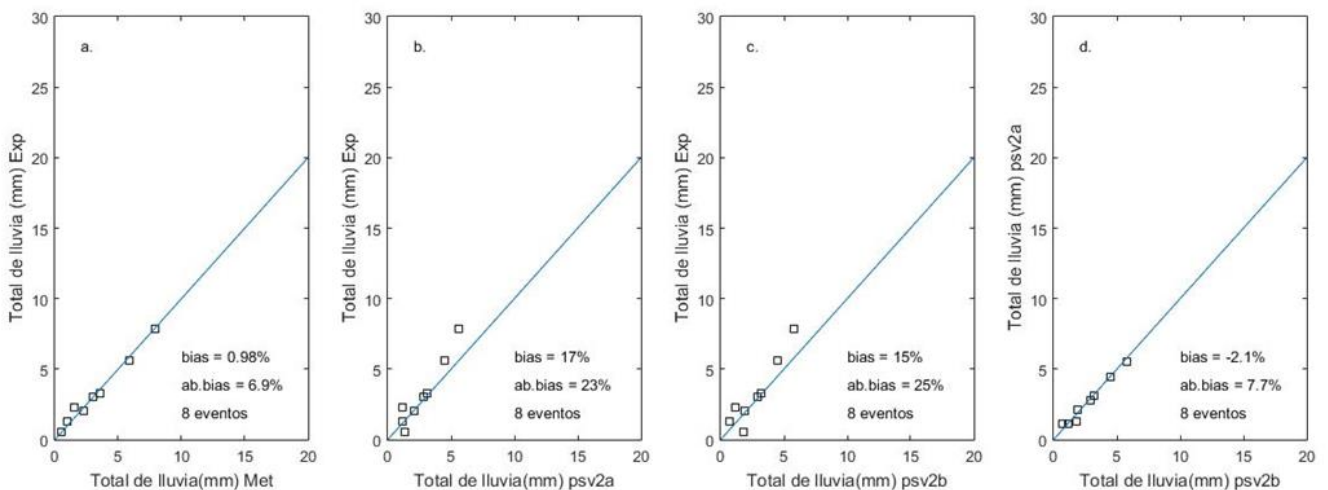 a.
30
25
20
15
10
5
0
Total de lluvia (mm) Exp
bias = 0.98%
ab.bias = 6.9%
8 eventos
0 5 10 15 20
Total de lluvia(mm) Met
b.
30
25
20
15
10
5
0
Total de lluvia (mm) Exp
bias = 17%
ab.bias = 23%
8 eventos
0 5 10 15 20
Total de lluvia(mm) psv2a
c.
30
25
20
15
10
5
0
Total de lluvia (mm) Exp
bias = 15%
ab.bias = 25%
8 eventos
0 5 10 15 20
Total de lluvia(mm) psv2b
d.
30
25
20
15
10
5
0
Total de lluvia (mm) psv2a
bias = -2.1%
ab.bias = 7.7%
8 eventos
0 5 10 15 20
Total de lluvia(mm) psv2b